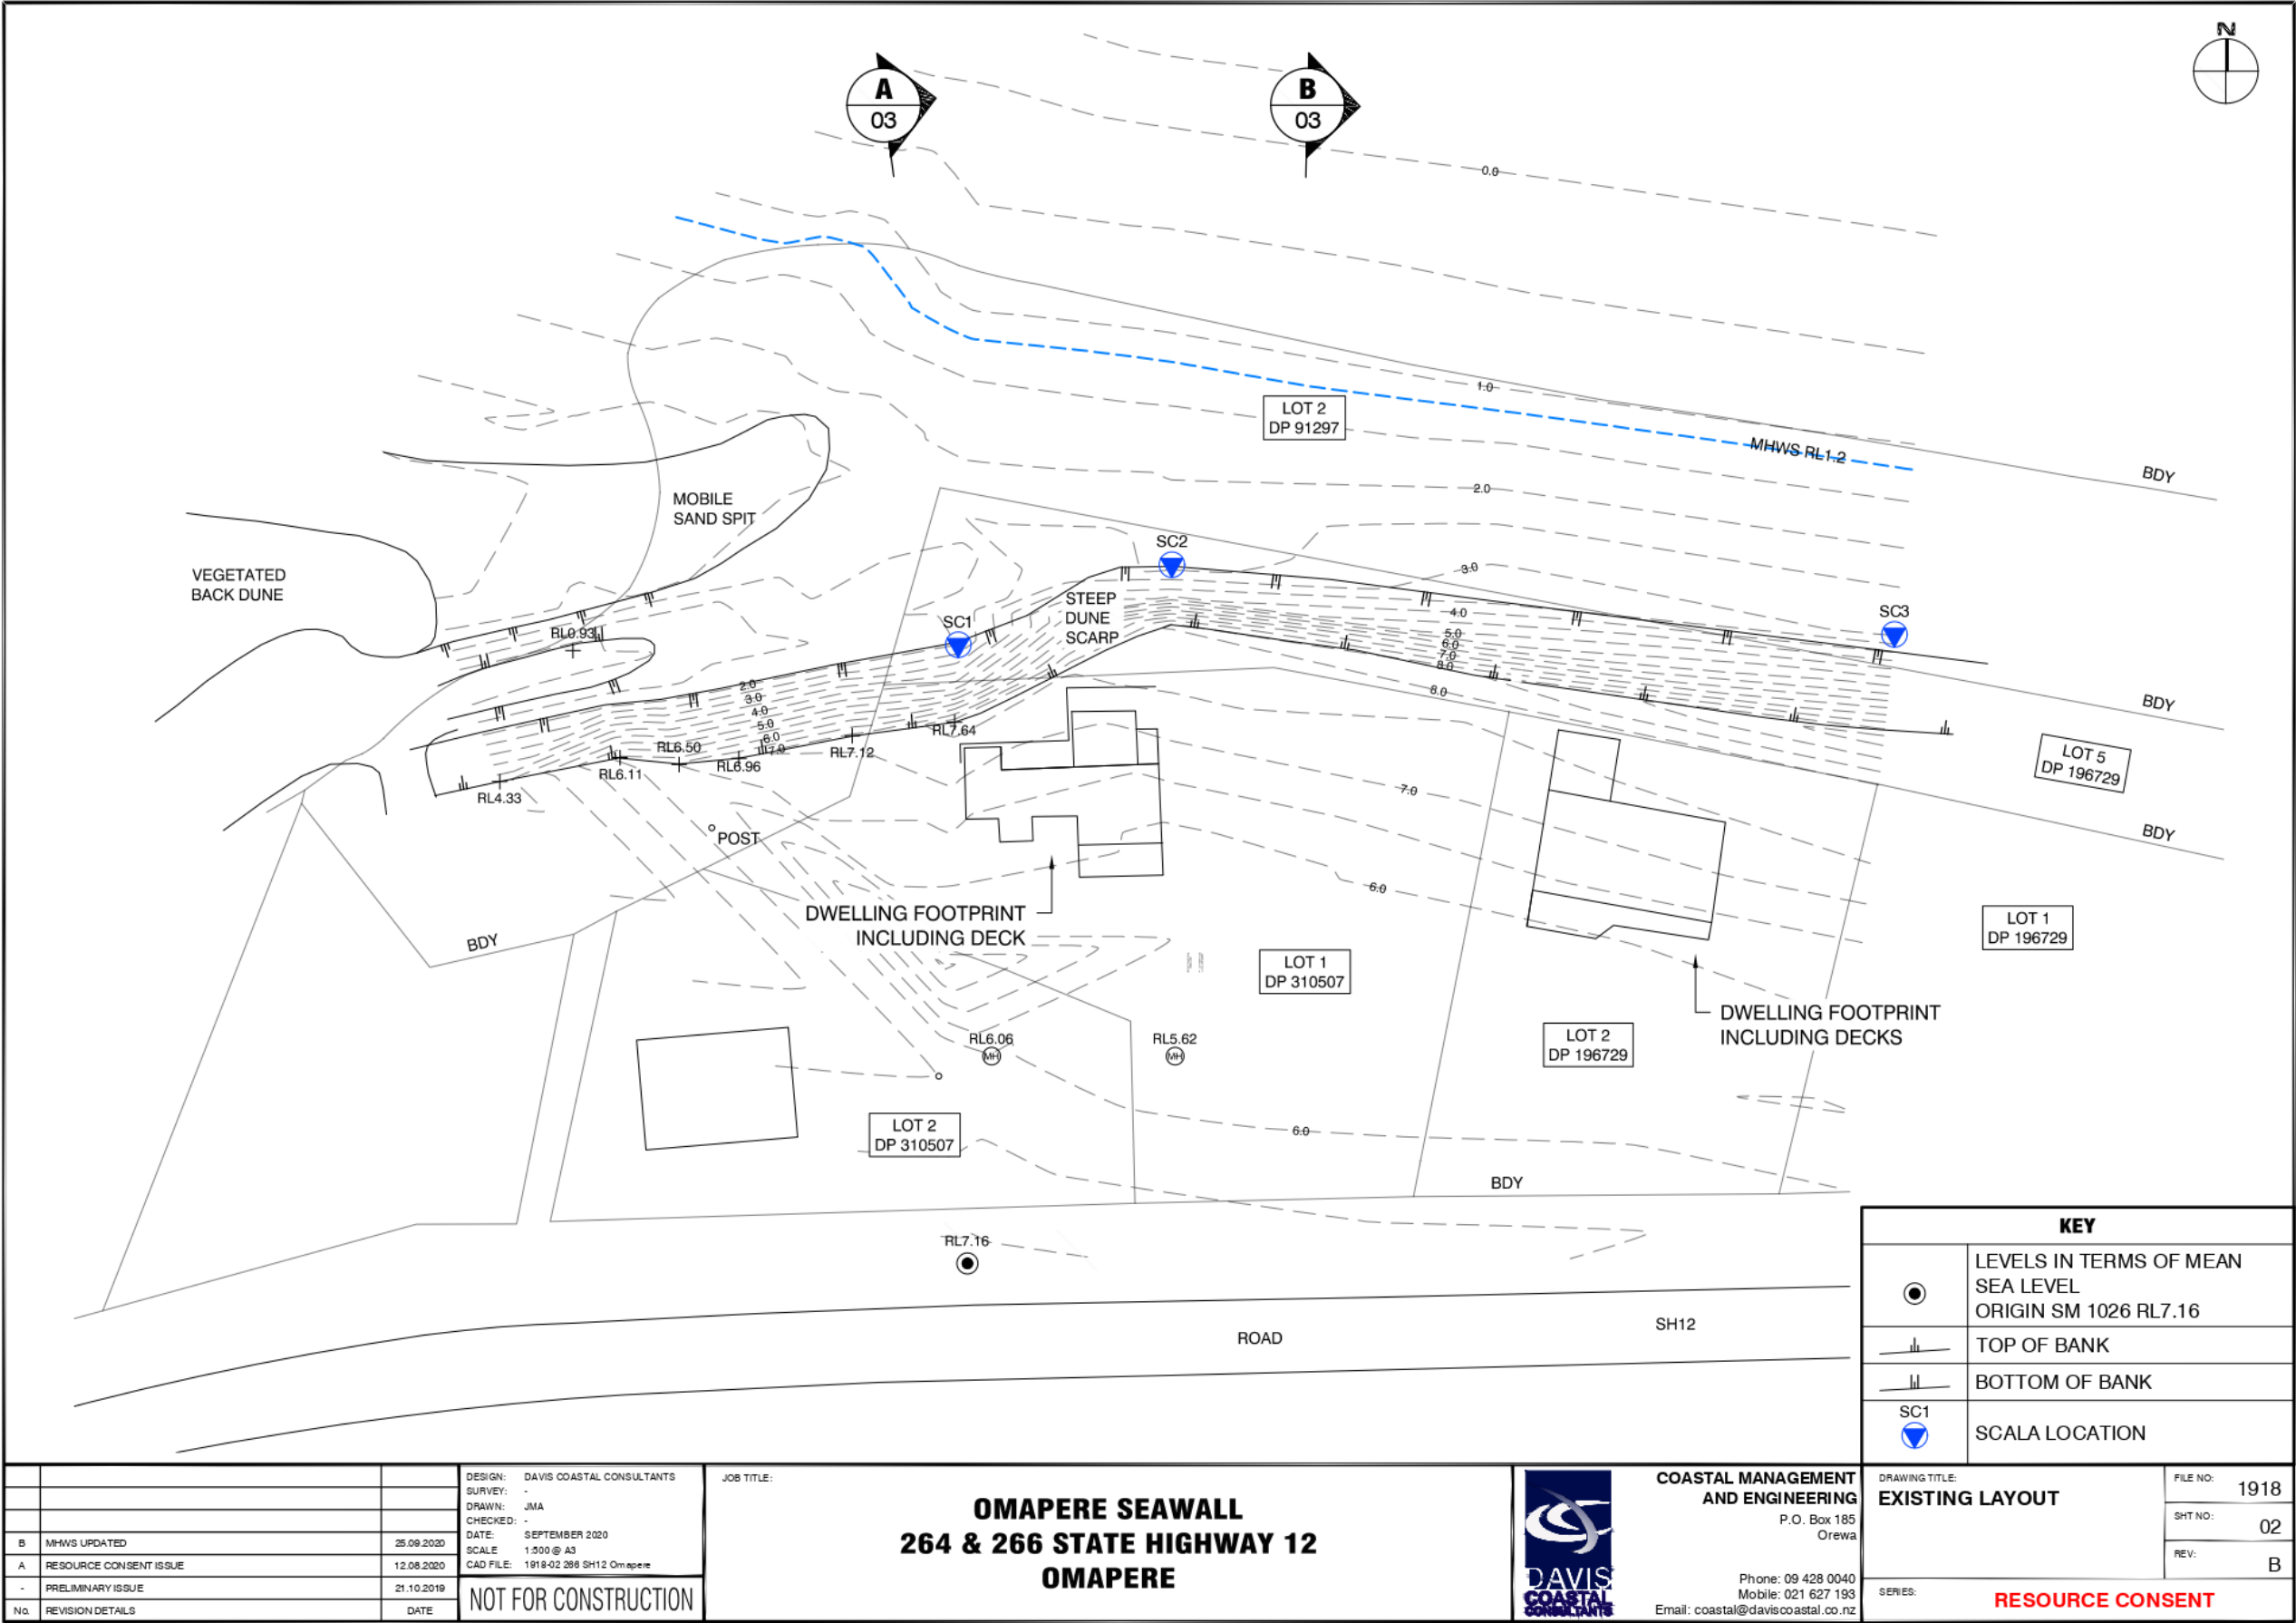 N
A
03
B
03
0.0
1.0
LOT 2
DP 91297
MHWS RL1.2
BDY
2.0
MOBILE
SAND SPIT
SC2
VEGETATED
BACK DUNE
3.0
STEEP
DUNE
SCARP
4.0
SC1
SC3
RL0.93
5.0
6.0
7.0
8.0
8.0
2.0
3.0
4.0
5.0
6.0
7.0
BDY
RL7.64
RL6.50
RL7.12
RL6.96
RL6.11
RL4.33
LOT 5
DP 196729
7.0
POST
BDY
6.0
DWELLING FOOTPRINT
INCLUDING DECK
BDY
LOT 1
DP 196729
LOT 1
DP 310507
DWELLING FOOTPRINT
INCLUDING DECKS
RL6.06
MH
RL5.62
MH
LOT 2
DP 196729
LOT 2
DP 310507
6.0
BDY
RL7.16
ROAD
SH12
KEY
LEVELS IN TERMS OF MEAN
SEA LEVEL
ORIGIN SM 1026 RL7.16
TOP OF BANK
BOTTOM OF BANK
SC1
SCALA LOCATION
B MHWS UPDATED 25.09.2020
A RESOURCE CONSENT ISSUE 12.08.2020
- PRELIMINARY ISSUE 21.10.2019
No. REVISION DETAILS DATE
DESIGN: DAVIS COASTAL CONSULTANTS
SURVEY: -
DRAWN: JMA
CHECKED: -
DATE: SEPTEMBER 2020
SCALE 1:500 @ A3
CAD FILE: 1918-02 266 SH12 Omapere
NOT FOR CONSTRUCTION
JOB TITLE:
OMAPERE SEAWALL
264 & 266 STATE HIGHWAY 12
OMAPERE
DAVIS
COASTAL
CONSULTANTS
COASTAL MANAGEMENT
AND ENGINEERING
P.O. Box 185
Orewa
Phone: 09 428 0040
Mobile: 021 627 193
Email: coastal@daviscoastal.co.nz
DRAWING TITLE:
EXISTING LAYOUT
FILE NO: 1918
SHT NO: 02
REV: B
SERIES:
RESOURCE CONSENT